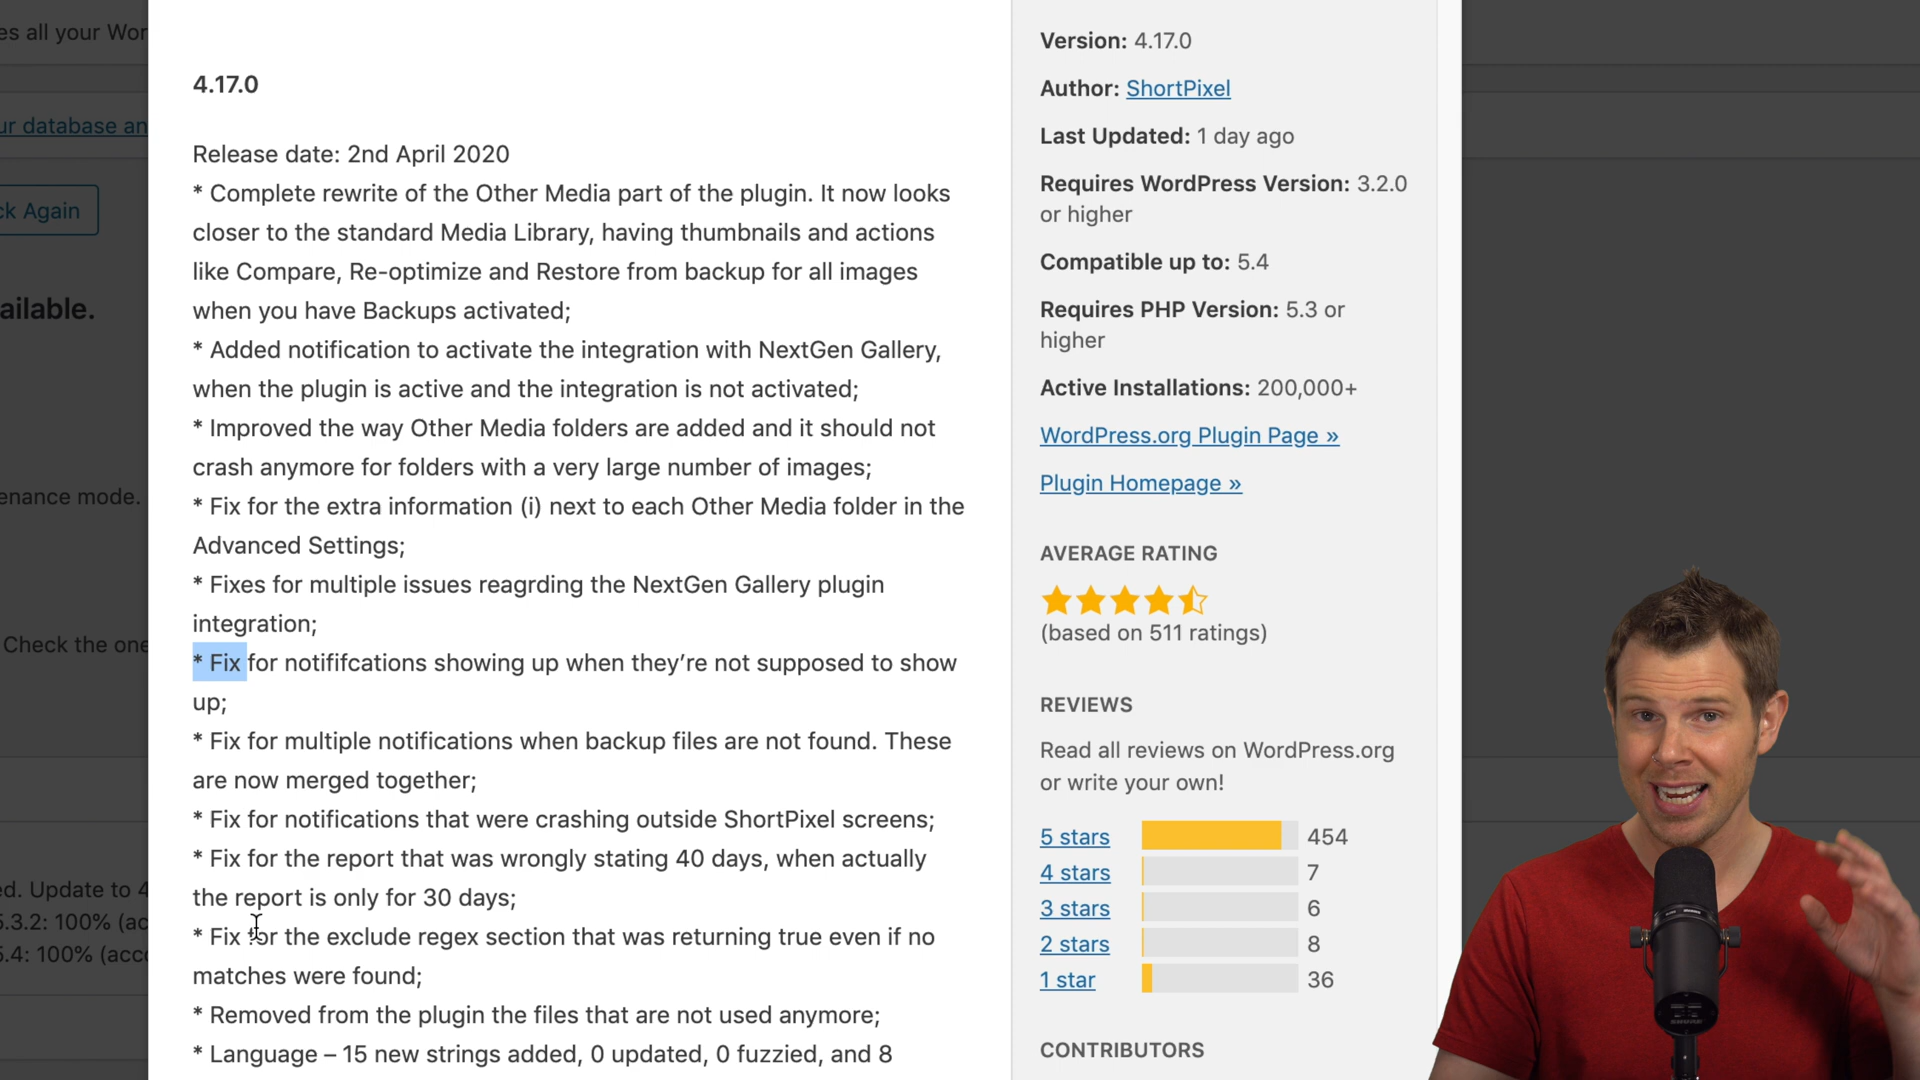 es all your Wor
ur database an
ck Again
ailable.
enance mode.
Check the one
ed. Update to 4
5.3.2: 100% (ac
5.4: 100% (acc
4.17.0
Release date: 2nd April 2020
* Complete rewrite of the Other Media part of the plugin. It now looks
closer to the standard Media Library, having thumbnails and actions
like Compare, Re-optimize and Restore from backup for all images
when you have Backups activated;
* Added notification to activate the integration with NextGen Gallery,
when the plugin is active and the integration is not activated;
* Improved the way Other Media folders are added and it should not
crash anymore for folders with a very large number of images;
* Fix for the extra information (i) next to each Other Media folder in the
Advanced Settings;
* Fixes for multiple issues reagrding the NextGen Gallery plugin
integration;
* Fix for notififcations showing up when they’re not supposed to show
up;
* Fix for multiple notifications when backup files are not found. These
are now merged together;
* Fix for notifications that were crashing outside ShortPixel screens;
* Fix for the report that was wrongly stating 40 days, when actually
the report is only for 30 days;
* Fix for the exclude regex section that was returning true even if no
matches were found;
* Removed from the plugin the files that are not used anymore;
* Language – 15 new strings added, 0 updated, 0 fuzzied, and 8
Version: 4.17.0
Author: ShortPixel
Last Updated: 1 day ago
Requires WordPress Version: 3.2.0
or higher
Compatible up to: 5.4
Requires PHP Version: 5.3 or
higher
Active Installations: 200,000+
WordPress.org Plugin Page »
Plugin Homepage »
AVERAGE RATING
(based on 511 ratings)
REVIEWS
Read all reviews on WordPress.org
or write your own!
5 stars 454
4 stars 7
3 stars 6
2 stars 8
1 star 36
CONTRIBUTORS
SHURE